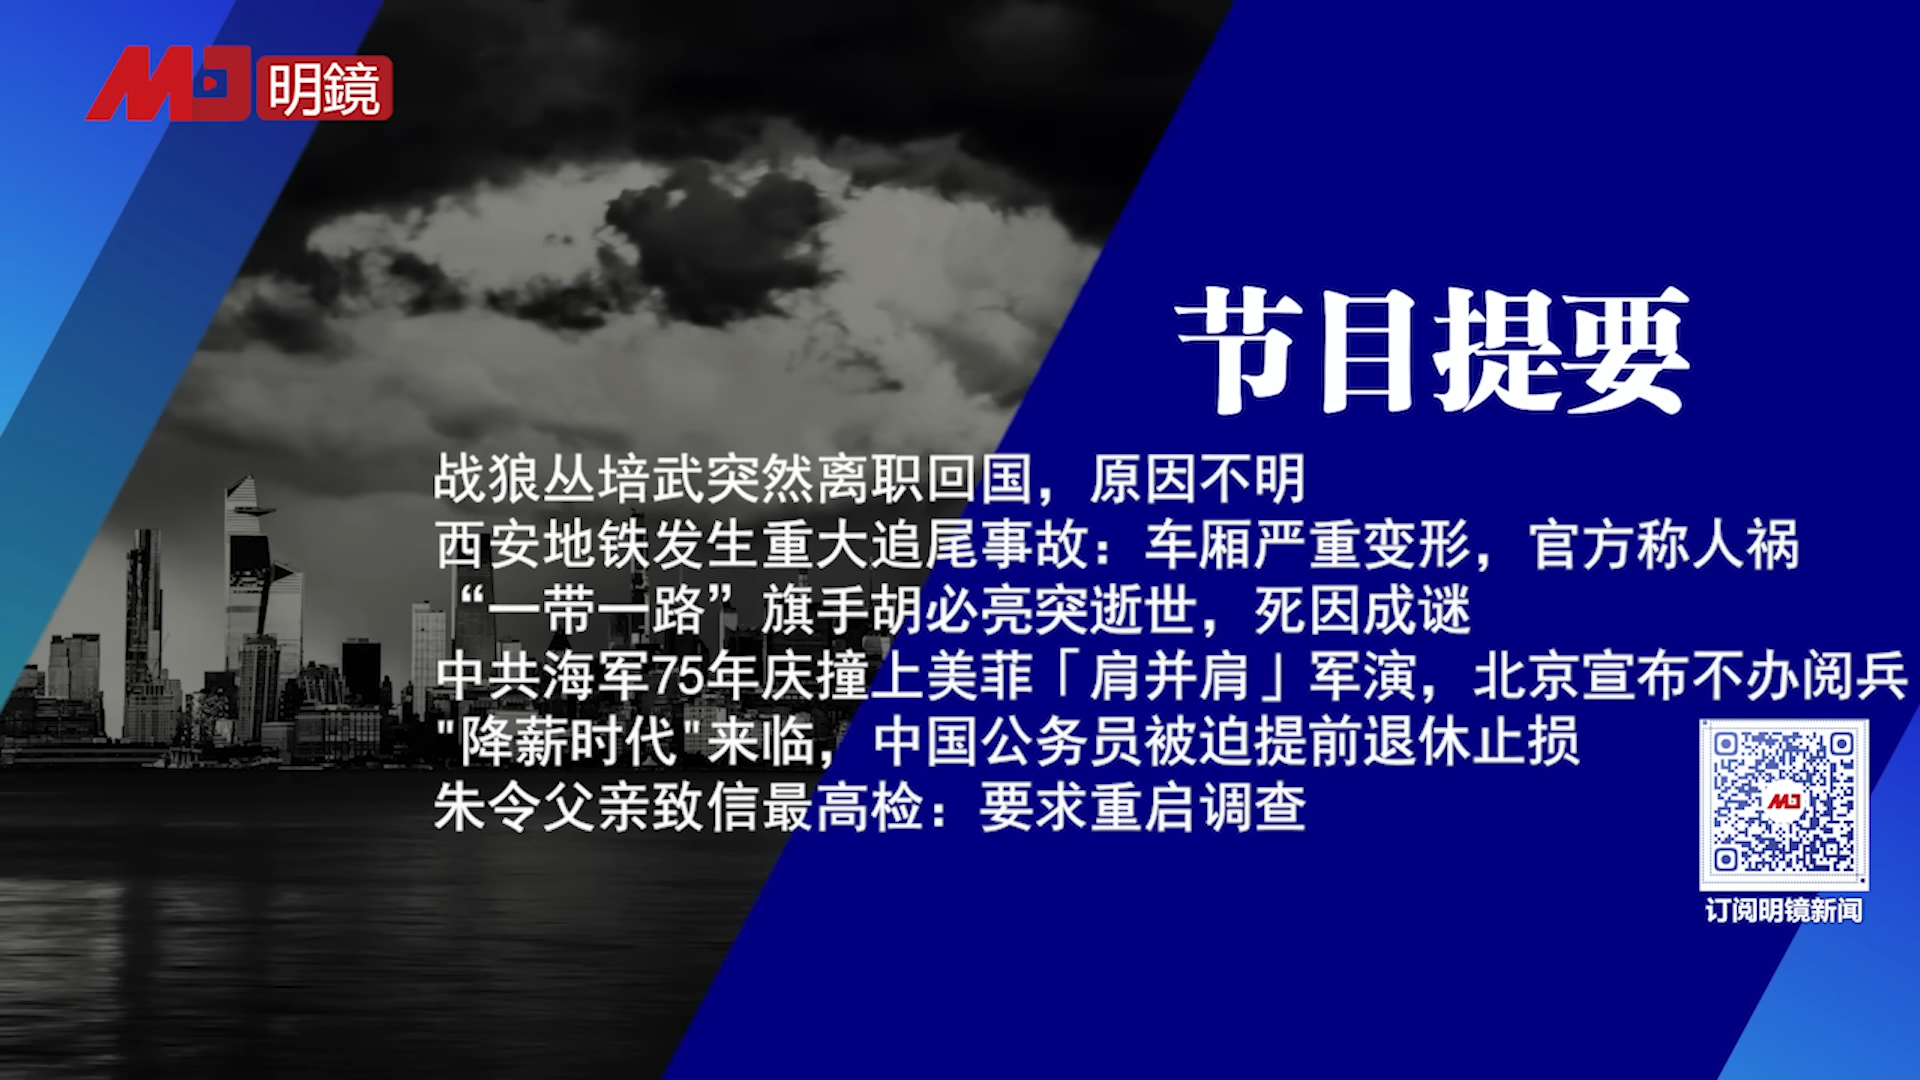 MD 明鏡
节目提要
战狼丛培武突然离职回国，原因不明
西安地铁发生重大追尾事故：车厢严重变形，官方称人祸
“一带一路”旗手胡必亮突逝世，死因成谜
中共海军75年庆撞上美菲「肩并肩」军演，北京宣布不办阅兵
"降薪时代"来临，中国公务员被迫提前退休止损
朱令父亲致信最高检：要求重启调查
MD
订阅明镜新闻